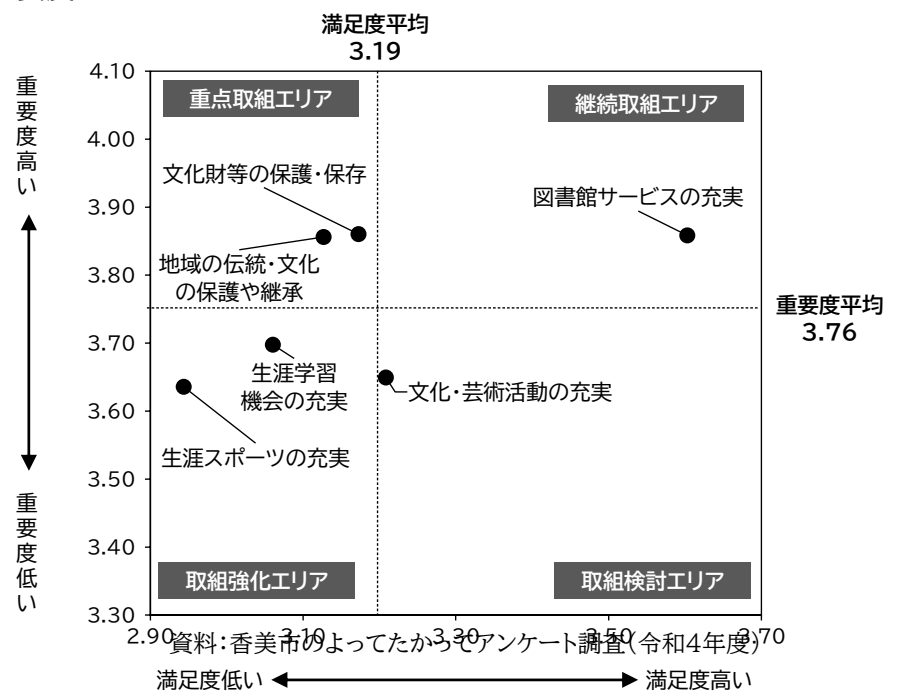 満足度平均
3.19
重要度高い
4.10
重点取組エリア
継続取組エリア
4.00
文化財等の保護・保存
3.90
図書館サービスの充実
地域の伝統・文化
の保護や継承
3.80
重要度平均
3.76
3.70
生涯学習
機会の充実
文化・芸術活動の充実
3.60
生涯スポーツの充実
3.50
重要度低い
3.40
取組強化エリア
取組検討エリア
3.30
2.90
3.10
3.30
3.50
3.70
資料：香美市のよってたかってアンケート調査（令和4年度）
満足度低い
満足度高い